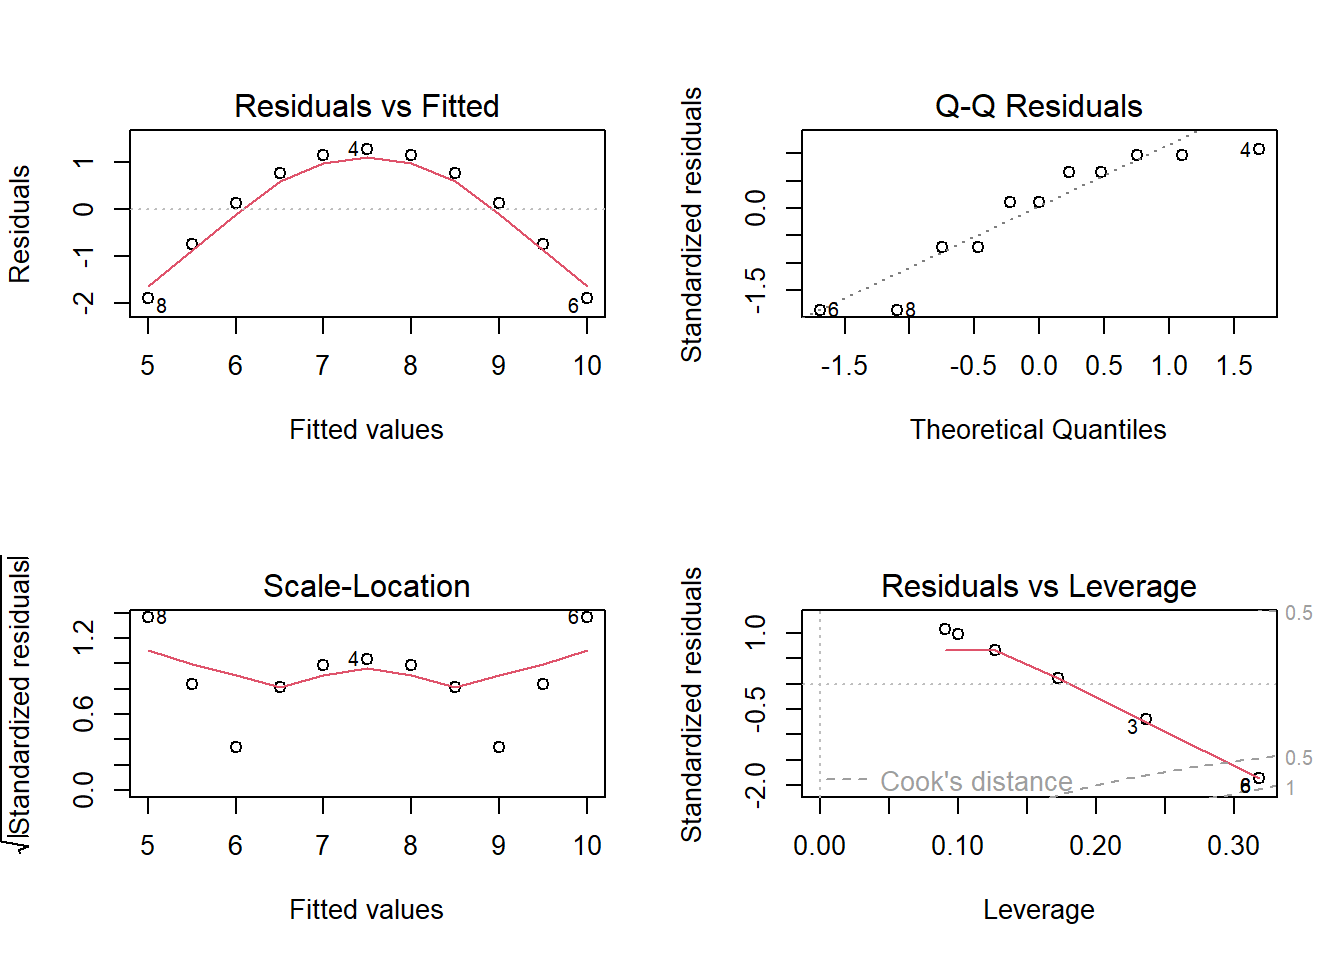 Residuals vs Fitted
Residuals
1
0
-1
-2
4
8
6
5 6 7 8 9 10
Fitted values
Q-Q Residuals
Standardized residuals
0.0
-1.5
4
6
8
-1.5 -0.5 0.0 0.5 1.0 1.5
Theoretical Quantiles
Scale-Location
√|Standardized residuals|
1.2
0.6
0.0
8
4
6
5 6 7 8 9 10
Fitted values
Residuals vs Leverage
Standardized residuals
1.0
-0.5
-2.0
0.5
3
0.5
Cook's distance
1
0.00 0.10 0.20 0.30
Leverage